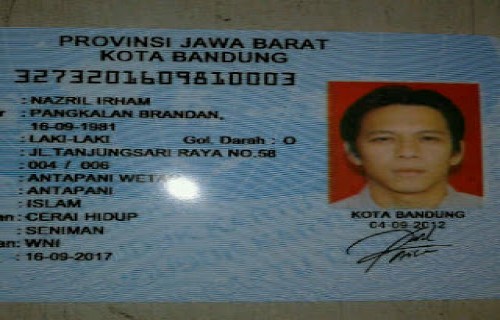 PROVINSI JAWA BARAT
KOTA BANDUNG
3273201609810003
: NAZRIL IRHAM
r : PANGKALAN BRANDAN,
16-09-1981
: LAKI-LAKI Gol. Darah : O
: JL TANJUNGSARI RAYA NO.58
: 004 / 006
: ANTAPANI
: ANTAPANI
: ISLAM
an: CERAI HIDUP
: SENIMAN
an: WNI
: 16-09-2017
KOTA BANDUNG
04-09-2012